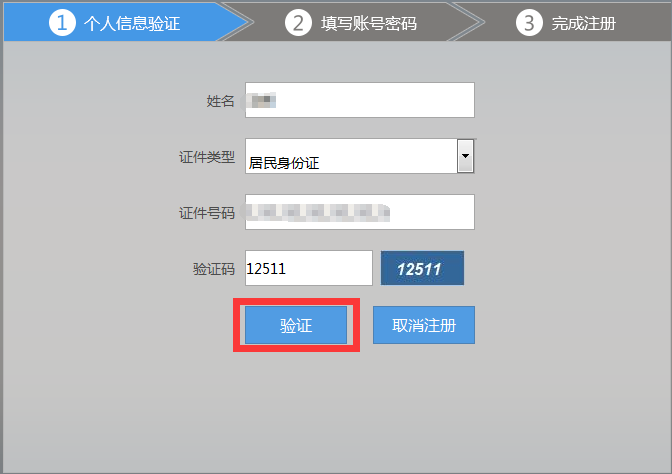 1 个人信息验证 2 填写账号密码 3 完成注册
姓名
证件类型 居民身份证
证件号码
验证码 12511 12511
验证 取消注册